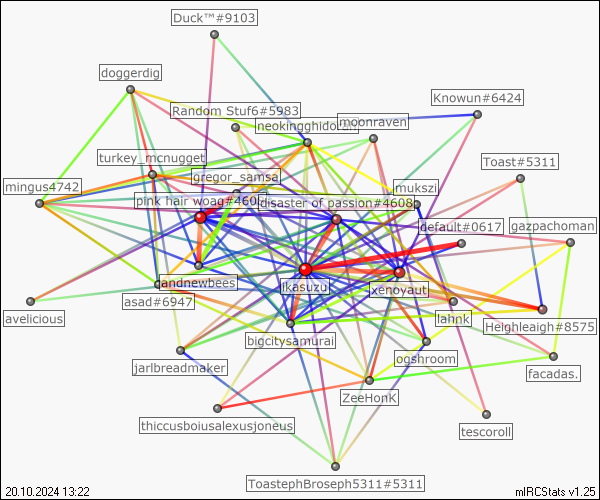 Duck™#9103
doggerdig
Knowun#6424
Random Stuf6#5983
moonraven
turkey_mcnugget
Toast#5311
gregor_samsa
mingus4742
mukszi
pink hair woag#460
disaster of passion#4608
default#0617
gazpachoman
andnewbees
ikasuzu
xenoyaut
asad#6947
avelicious
lahnk
Heighleaigh#8575
bigcitysamurai
ogshroom
jarlbreadmaker
facadas.
ZeeHonK
thiccusboiusalexusjoneus
tescoroll
ToastephBroseph5311#5311
20.10.2024 13:22
mIRCStats v1.25